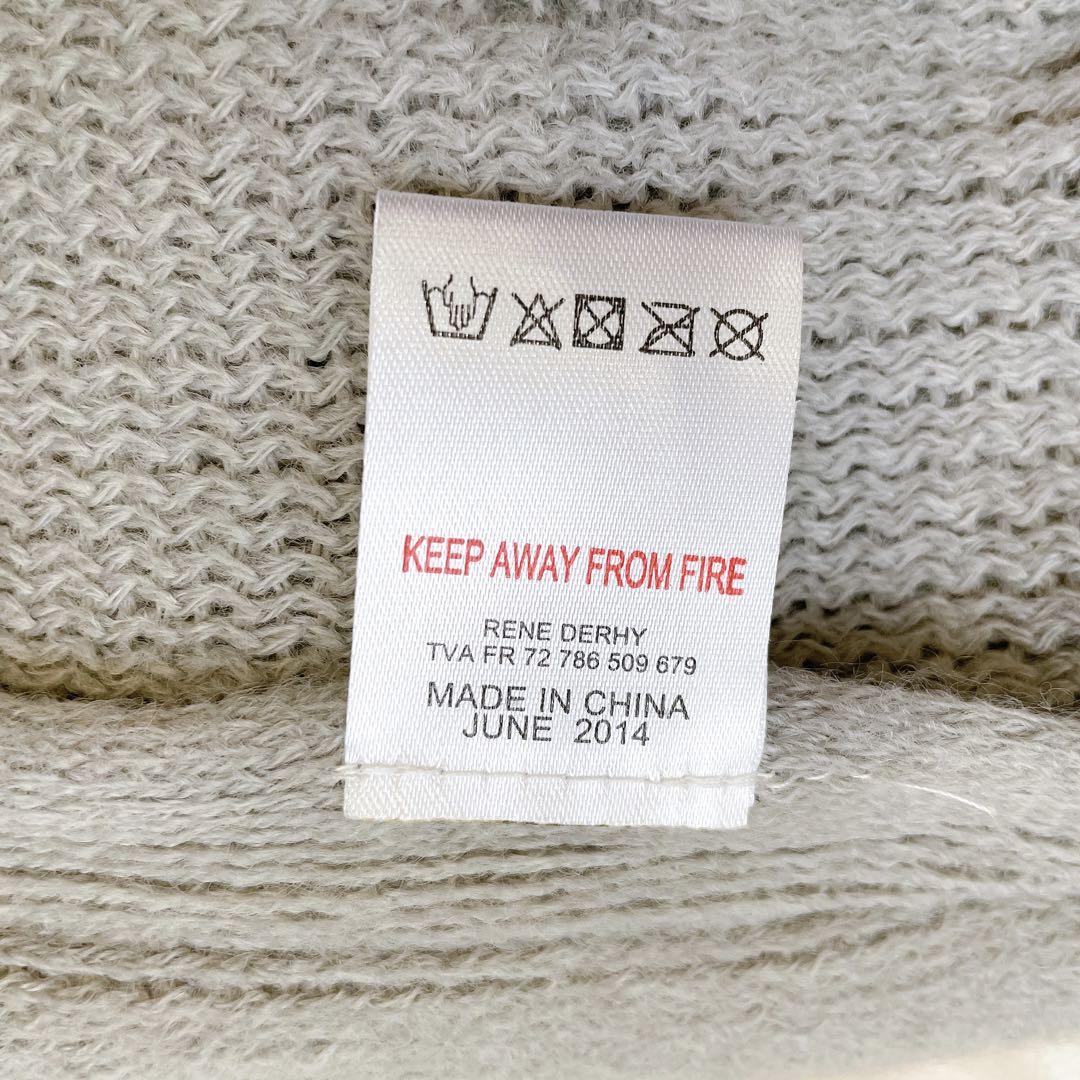 KEEP AWAY FROM FIRE
RENE DERHY
TVA FR 72 786 509 679
MADE IN CHINA
JUNE 2014